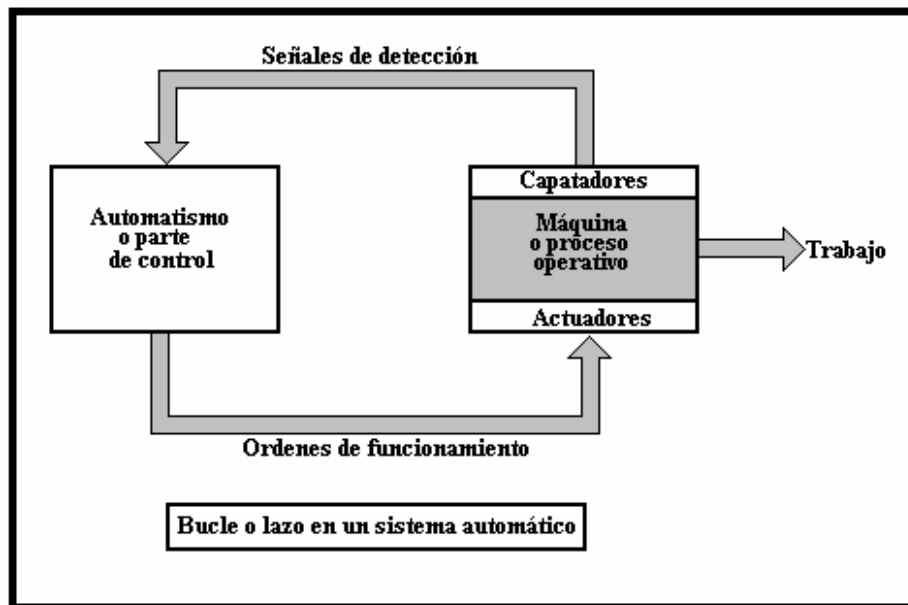 Señales de detección
Capatadores
Automatismo
o parte
de control
Máquina
o proceso
operativo
Trabajo
Actuadores
Ordenes de funcionamiento
Bucle o lazo en un sistema automático